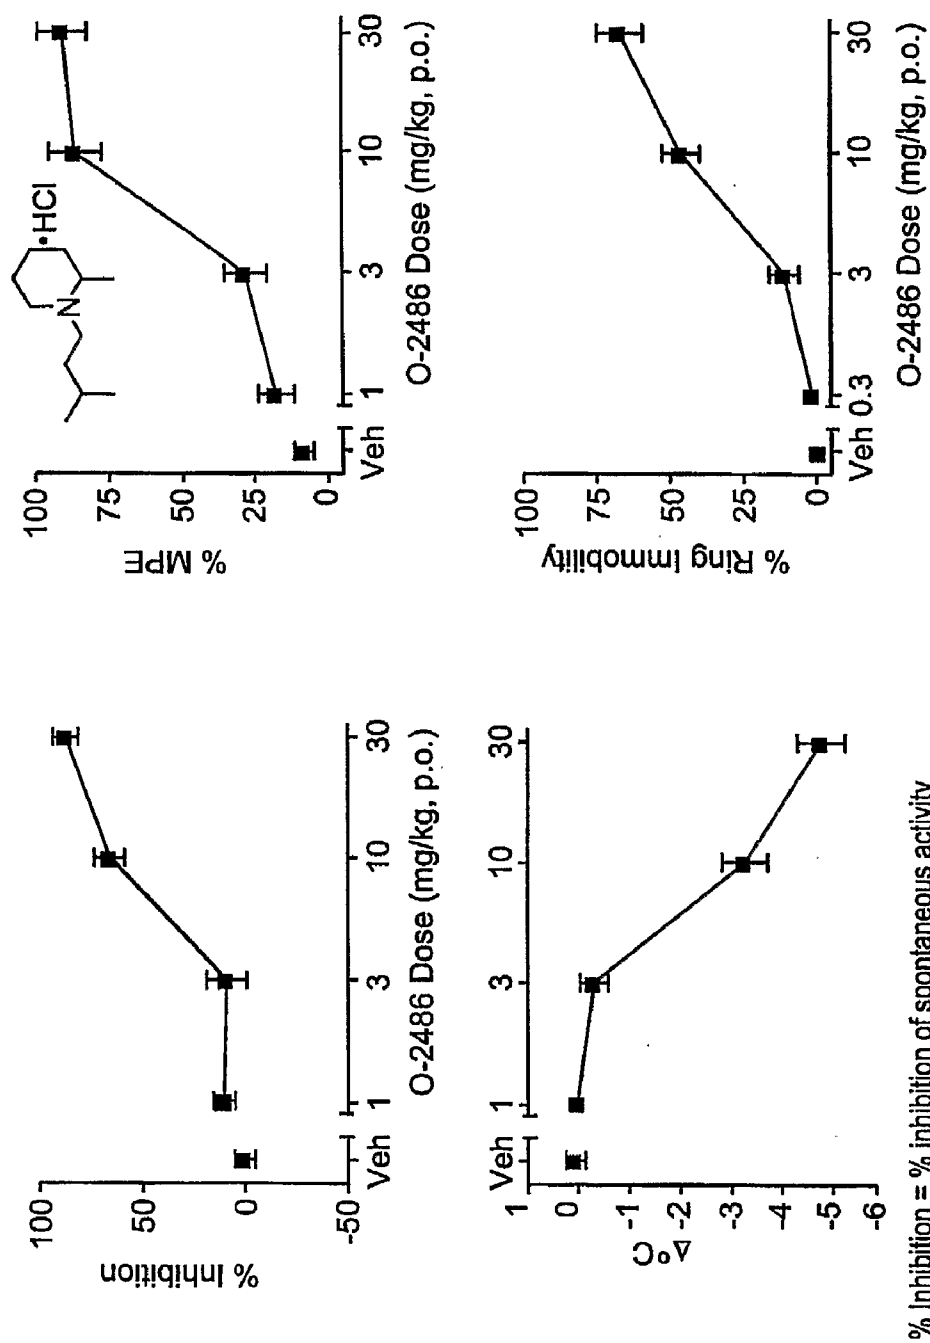 100
50
0
-50
% Inhibition
Veh
1
3
10
30
O-2486 Dose (mg/kg, p.o.)
100
75
50
25
0
% MPE
N
•HCl
Veh
1
3
10
30
O-2486 Dose (mg/kg, p.o.)
1
0
-1
-2
-3
-4
-5
-6
Δ°C
Veh
1
3
10
30
100
75
50
25
0
% Ring Immobility
Veh
0.3
3
10
30
O-2486 Dose (mg/kg, p.o.)
% Inhibition = % inhibition of spontaneous activity